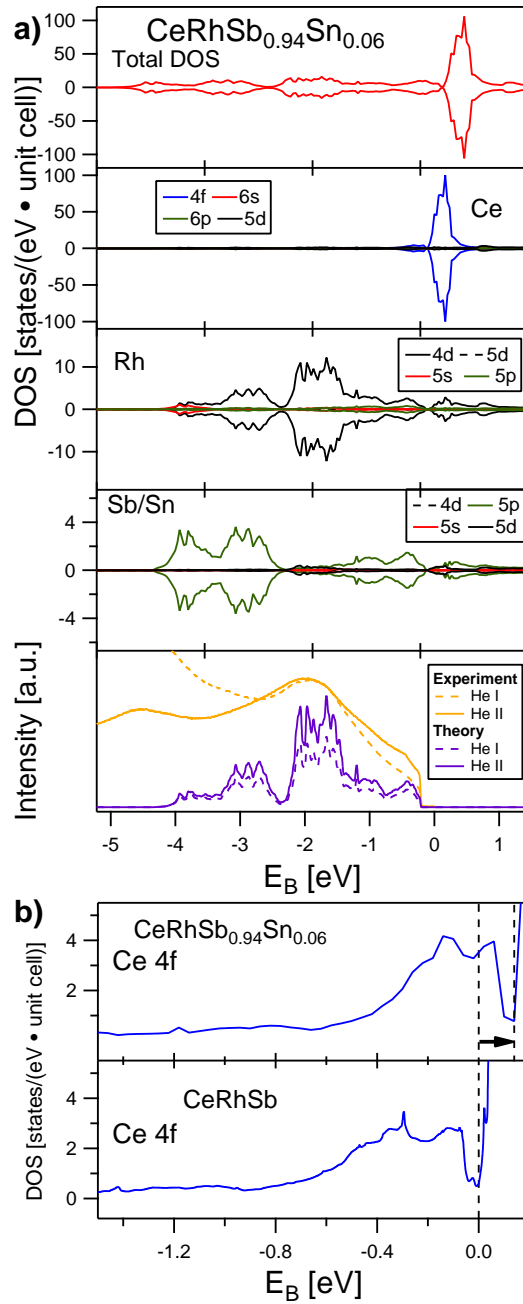 a)
CeRhSb0.94Sn0.06
Total DOS
100
50
0
-50
-100
4f 6s
6p 5d
Ce
100
50
0
-50
-100
DOS [states/(eV • unit cell)]
Rh
4d 5d
5s 5p
10
0
-10
Sb/Sn
4d 5p
5s 5d
4
0
-4
Intensity [a.u.]
Experiment
He I
He II
Theory
He I
He II
-5 -4 -3 -2 -1 0 1
EB [eV]
b)
CeRhSb0.94Sn0.06
Ce 4f
4
2
DOS [states/(eV • unit cell)]
CeRhSb
Ce 4f
4
2
0
-1.2 -0.8 -0.4 0.0
EB [eV]